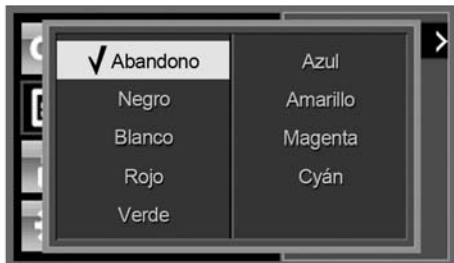 Abandono
Negro
Blanco
Rojo
Verde
Azul
Amarillo
Magenta
Cyán